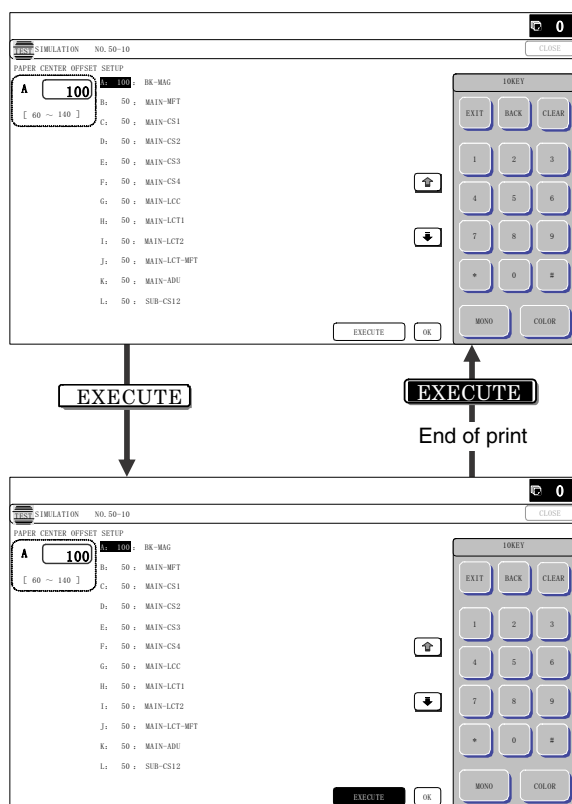 0
TEST SIMULATION NO.50-10 CLOSE
PAPER CENTER OFFSET SETUP
A 100
[ 60 ~ 140 ]
A: 100 : BK-MAG
B: 50 : MAIN-MFT
C: 50 : MAIN-CS1
D: 50 : MAIN-CS2
E: 50 : MAIN-CS3
F: 50 : MAIN-CS4
G: 50 : MAIN-LCC
H: 50 : MAIN-LCT1
I: 50 : MAIN-LCT2
J: 50 : MAIN-LCT-MFT
K: 50 : MAIN-ADU
L: 50 : SUB-CS12
EXECUTE OK
10KEY
EXIT BACK CLEAR
1 2 3
4 5 6
7 8 9
* 0 #
MONO COLOR
EXECUTE
EXECUTE
End of print
0
TEST SIMULATION NO.50-10 CLOSE
PAPER CENTER OFFSET SETUP
A 100
[ 60 ~ 140 ]
A: 100 : BK-MAG
B: 50 : MAIN-MFT
C: 50 : MAIN-CS1
D: 50 : MAIN-CS2
E: 50 : MAIN-CS3
F: 50 : MAIN-CS4
G: 50 : MAIN-LCC
H: 50 : MAIN-LCT1
I: 50 : MAIN-LCT2
J: 50 : MAIN-LCT-MFT
K: 50 : MAIN-ADU
L: 50 : SUB-CS12
EXECUTE OK
10KEY
EXIT BACK CLEAR
1 2 3
4 5 6
7 8 9
* 0 #
MONO COLOR